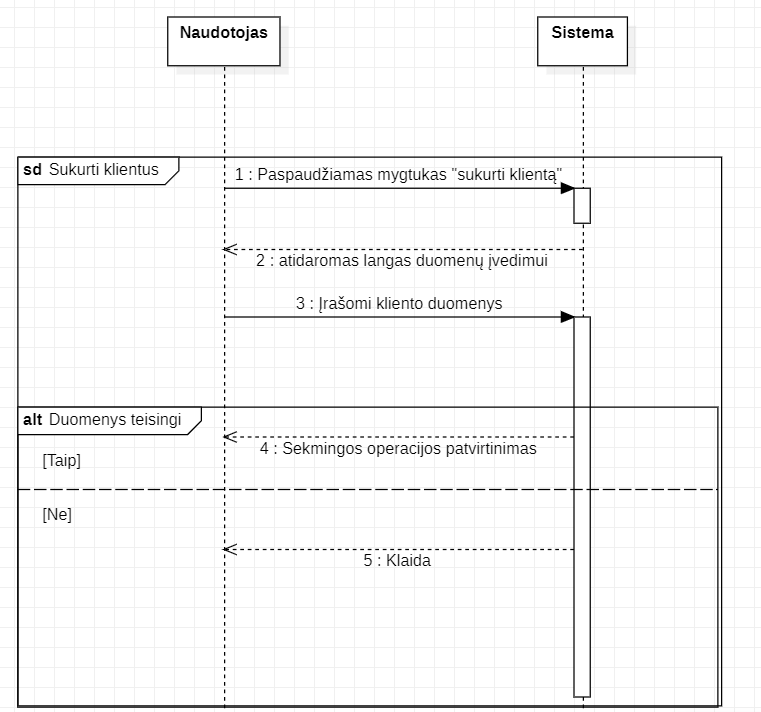 Naudotojas
Sistema
sd Sukurti klientus
1 : Paspaudžiamas mygtukas "sukurti klientą"
2 : atidaromas langas duomenų įvedimui
3 : Įrašomi kliento duomenys
alt Duomenys teisingi
4 : Sekmingos operacijos patvirtinimas
[Taip]
[Ne]
5 : Klaida